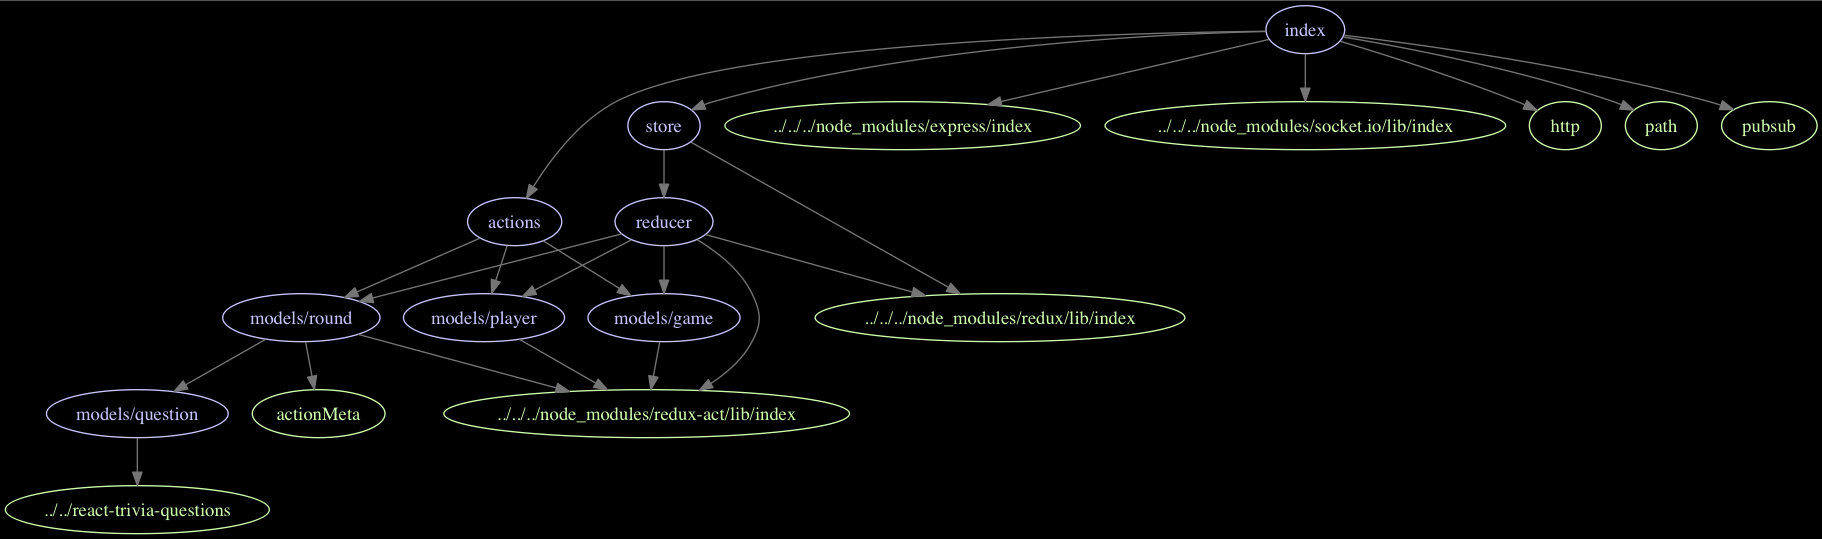 index
store
../../../node_modules/express/index
../../../node_modules/socket.io/lib/index
http
path
pubsub
actions
reducer
models/round
models/player
models/game
../../../node_modules/redux/lib/index
models/question
actionMeta
../../../node_modules/redux-act/lib/index
../../react-trivia-questions